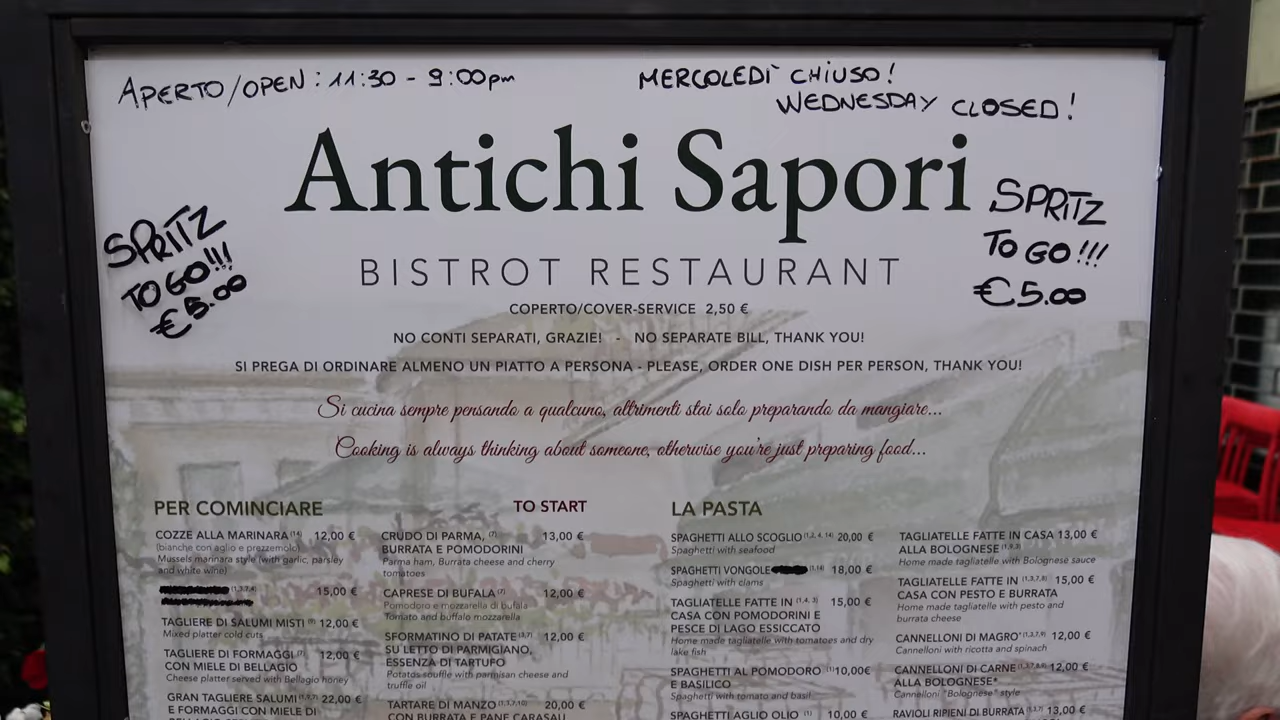 APERTO/OPEN: 11:30 - 9:00pm
MERCOLEDÌ CHIUSO!
WEDNESDAY CLOSED!
Antichi Sapori
SPRITZ
TO GO!!!
€5.00
SPRITZ
TO GO!!!
€5.00
BISTROT RESTAURANT
COPERTO/COVER-SERVICE 2,50 €
NO CONTI SEPARATI, GRAZIE! - NO SEPARATE BILL, THANK YOU!
SI PREGA DI ORDINARE ALMENO UN PIATTO A PERSONA - PLEASE, ORDER ONE DISH PER PERSON, THANK YOU!
Si cucina sempre pensando a qualcuno, altrimenti stai solo preparando da mangiare...
Cooking is always thinking about someone, otherwise you're just preparing food...
PER COMINCIARE TO START
COZZE ALLA MARINARA (14) 12,00 €
(bianche con aglio e prezzemolo)
Mussels marinara style (with garlic, parsley
and white wine)
(1,3,7,8) 15,00 €
TAGLIERE DI SALUMI MISTI 12,00 €
Mixed platter cold cuts
TAGLIERE DI FORMAGGI (7) 12,00 €
CON MIELE DI BELLAGIO
Cheese platter served with Bellagio honey
GRAN TAGLIERE SALUMI 22,00 €
E FORMAGGI CON MIELE DI
CRUDO DI PARMA, (7) 13,00 €
BURRATA E POMODORINI
Parma ham, Burrata cheese and cherry
tomatoes
CAPRESE DI BUFALA (7) 12,00 €
Pomodoro e mozzarella di bufala
Tomato and buffalo mozzarella
SFORMATINO DI PATATE (3,7) 12,00 €
SU LETTO DI PARMIGIANO,
ESSENZA DI TARTUFO
Potatos souffle with parmisan cheese and
truffle oil
TARTARE DI MANZO (1,3,7,10) 20,00 €
CON BURRATA E PANE CARASAU
LA PASTA
SPAGHETTI ALLO SCOGLIO (1,2, 4, 14) 20,00 €
Spaghetti with seafood
SPAGHETTI VONGOLE (1,14) 18,00 €
Spaghetti with clams
TAGLIATELLE FATTE IN (1,4, 3) 15,00 €
CASA CON POMODORINI E
PESCE DI LAGO ESSICCATO
Home made tagliatelle with tomatoes and dry
lake fish
SPAGHETTI AL POMODORO (1) 10,00€
E BASILICO
Spaghetti with tomato and basil
SPAGHETTI AGLIO OLIO (1) 10,00 €
TAGLIATELLE FATTE IN CASA 13,00 €
ALLA BOLOGNESE (1,9,3)
Home made tagliatelle with Bolognese sauce
TAGLIATELLE FATTE IN (1,3,7,8) 15,00 €
CASA CON PESTO E BURRATA
Home made tagliatelle with pesto and
burrata cheese
CANNELLONI DI MAGRO* (1,3,7,9) 12,00 €
Cannelloni with ricotta and spinach
CANNELLONI DI CARNE 12,00 €
ALLA BOLOGNESE*
Cannelloni "Bolognese" style
RAVIOLI RIPIENI DI BURRATA (1,3,7) 13,00 €